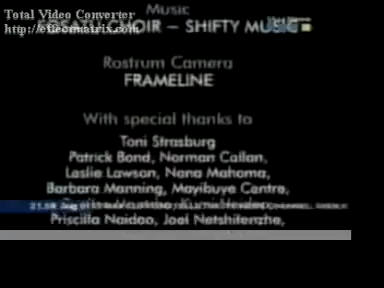 Music
Total Video Converter
COSATU CHOIR – SHIFTY MUSIC
http://effectmatrix.com
Rostrum Camera
FRAMELINE
With special thanks to
Toni Strasburg
Patrick Bond, Norman Callan,
Leslie Lawson, Nana Mahomo,
Barbara Manning, Mayibuye Centre,
Priscilla Naidoo, Joel Netshitenzhe,